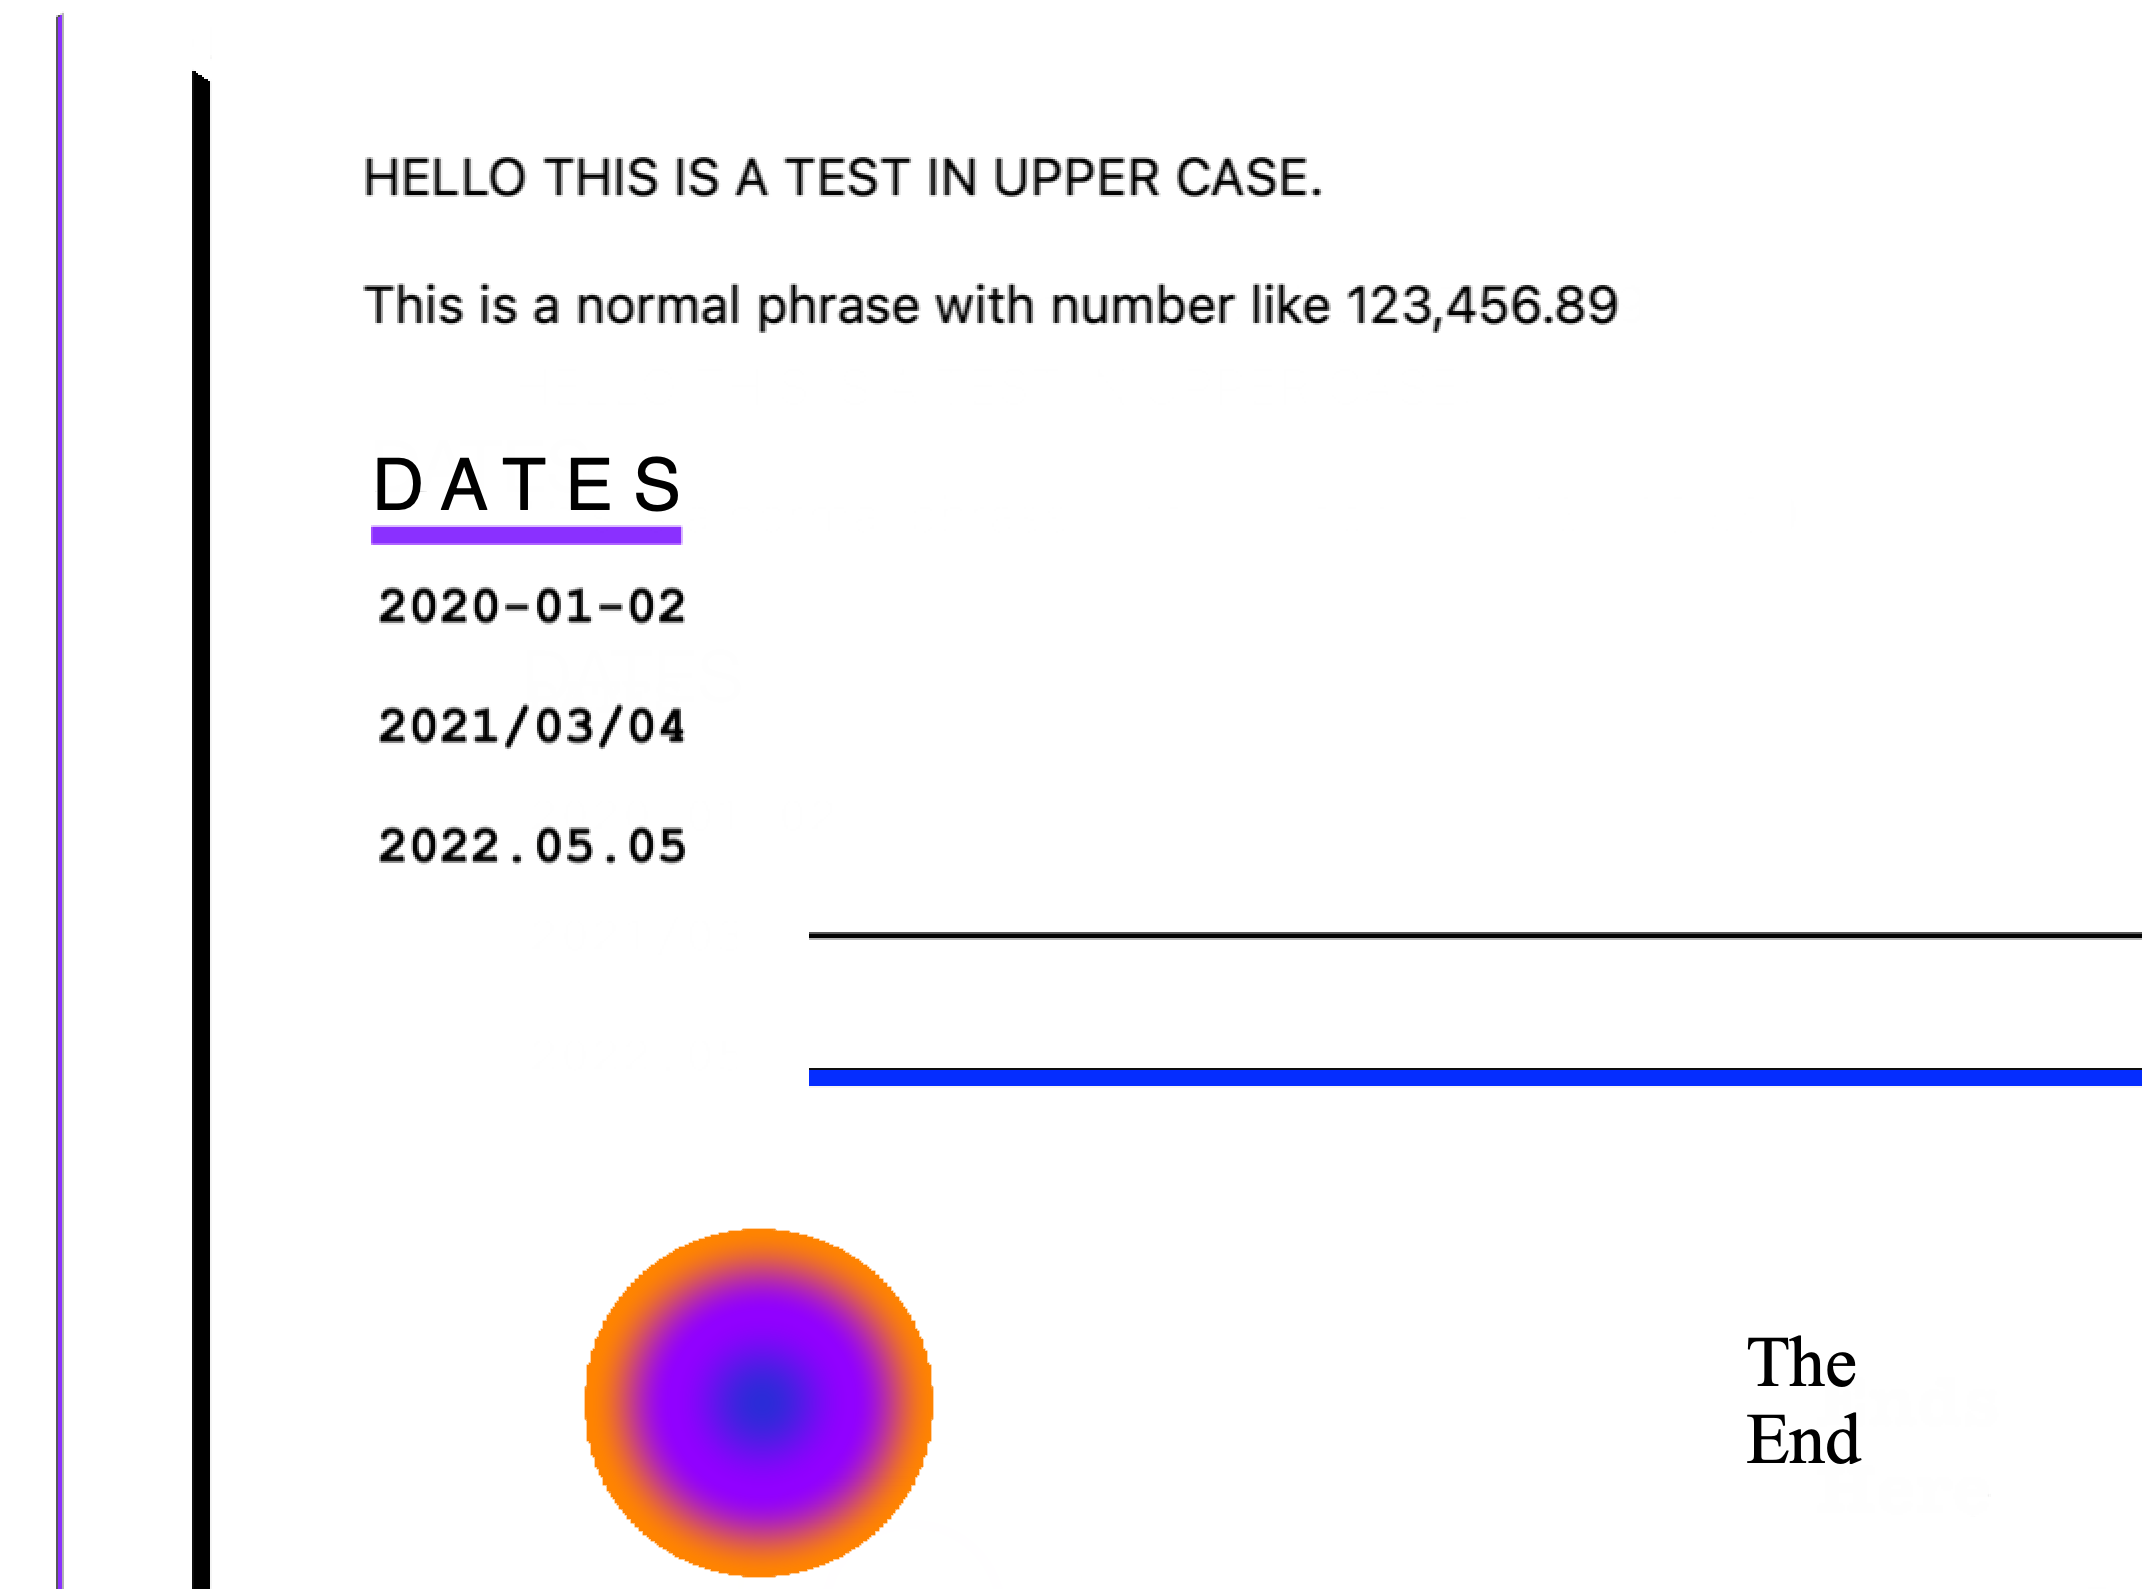 HELLO THIS IS A TEST IN UPPER CASE.
This is a normal phrase with number like 123,456.89
D A T E S
2020-01-02
2021/03/04
2022.05.05
The
End